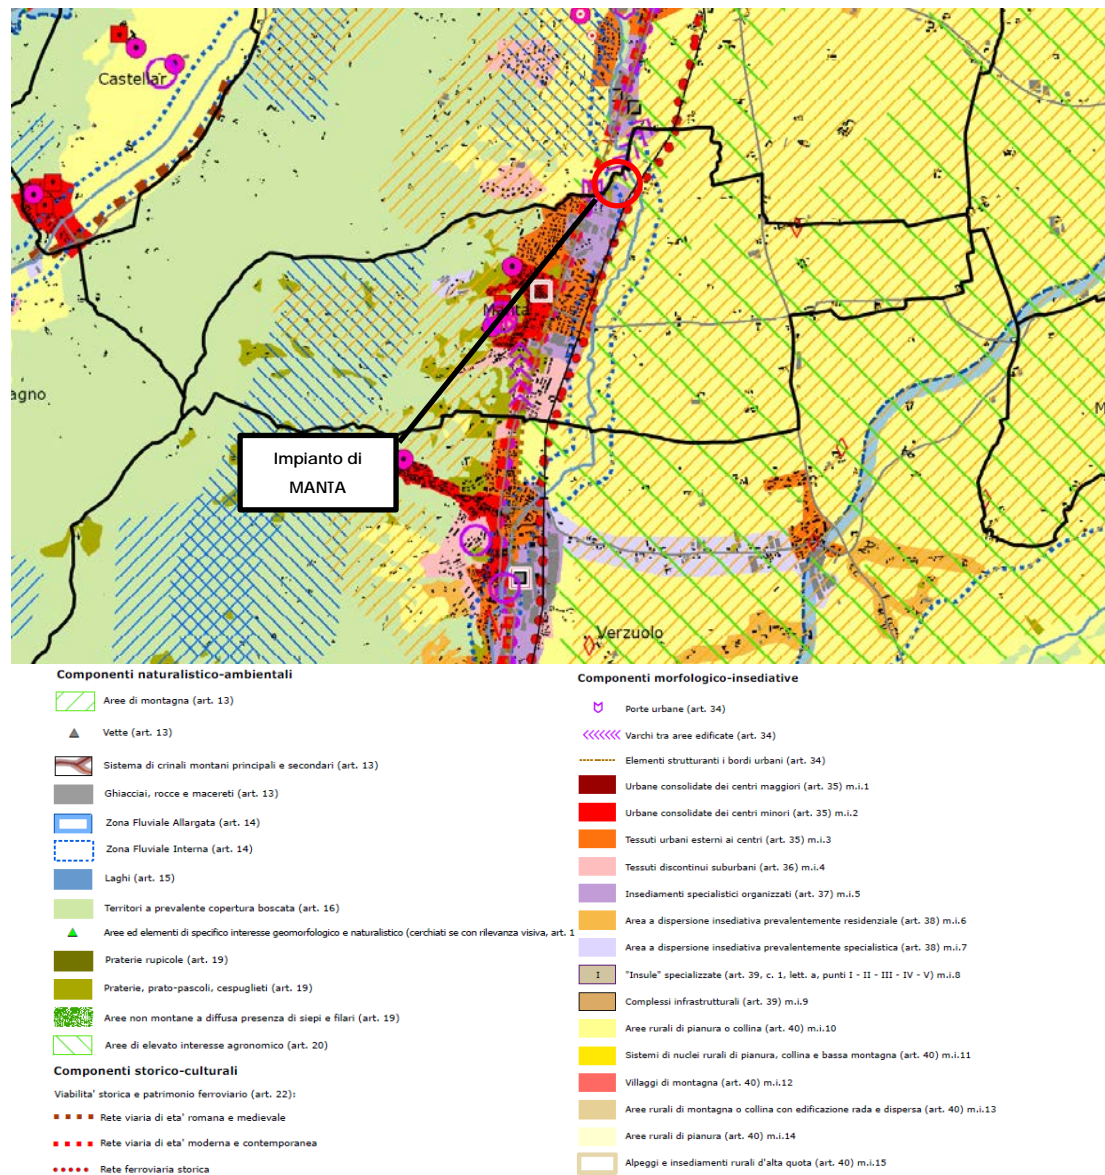 Castellar
Manta
agno
Impianto di
MANTA
Verzuolo
M
Componenti naturalistico-ambientali
Aree di montagna (art. 13)
Vette (art. 13)
Sistema di crinali montani principali e secondari (art. 13)
Ghiacciai, rocce e macereti (art. 13)
Zona Fluviale Allargata (art. 14)
Zona Fluviale Interna (art. 14)
Laghi (art. 15)
Territori a prevalente copertura boscata (art. 16)
Aree ed elementi di specifico interesse geomorfologico e naturalistico (cerchiati se con rilevanza visiva, art. 1
Praterie rupicole (art. 19)
Praterie, prato-pascoli, cespuglieti (art. 19)
Aree non montane a diffusa presenza di siepi e filari (art. 19)
Aree di elevato interesse agronomico (art. 20)
Componenti storico-culturali
Viabilita' storica e patrimonio ferroviario (art. 22):
Rete viaria di eta' romana e medievale
Rete viaria di eta' moderna e contemporanea
Rete ferroviaria storica
Componenti morfologico-insediative
Porte urbane (art. 34)
Varchi tra aree edificate (art. 34)
Elementi strutturanti i bordi urbani (art. 34)
Urbane consolidate dei centri maggiori (art. 35) m.i.1
Urbane consolidate dei centri minori (art. 35) m.i.2
Tessuti urbani esterni ai centri (art. 35) m.i.3
Tessuti discontinui suburbani (art. 36) m.i.4
Insediamenti specialistici organizzati (art. 37) m.i.5
Area a dispersione insediativa prevalentemente residenziale (art. 38) m.i.6
Area a dispersione insediativa prevalentemente specialistica (art. 38) m.i.7
I "Insule" specializzate (art. 39, c. 1, lett. a, punti I - II - III - IV - V) m.i.8
Complessi infrastrutturali (art. 39) m.i.9
Aree rurali di pianura o collina (art. 40) m.i.10
Sistemi di nuclei rurali di pianura, collina e bassa montagna (art. 40) m.i.11
Villaggi di montagna (art. 40) m.i.12
Aree rurali di montagna o collina con edificazione rada e dispersa (art. 40) m.i.13
Aree rurali di pianura (art. 40) m.i.14
Alpeggi e insediamenti rurali d'alta quota (art. 40) m.i.15